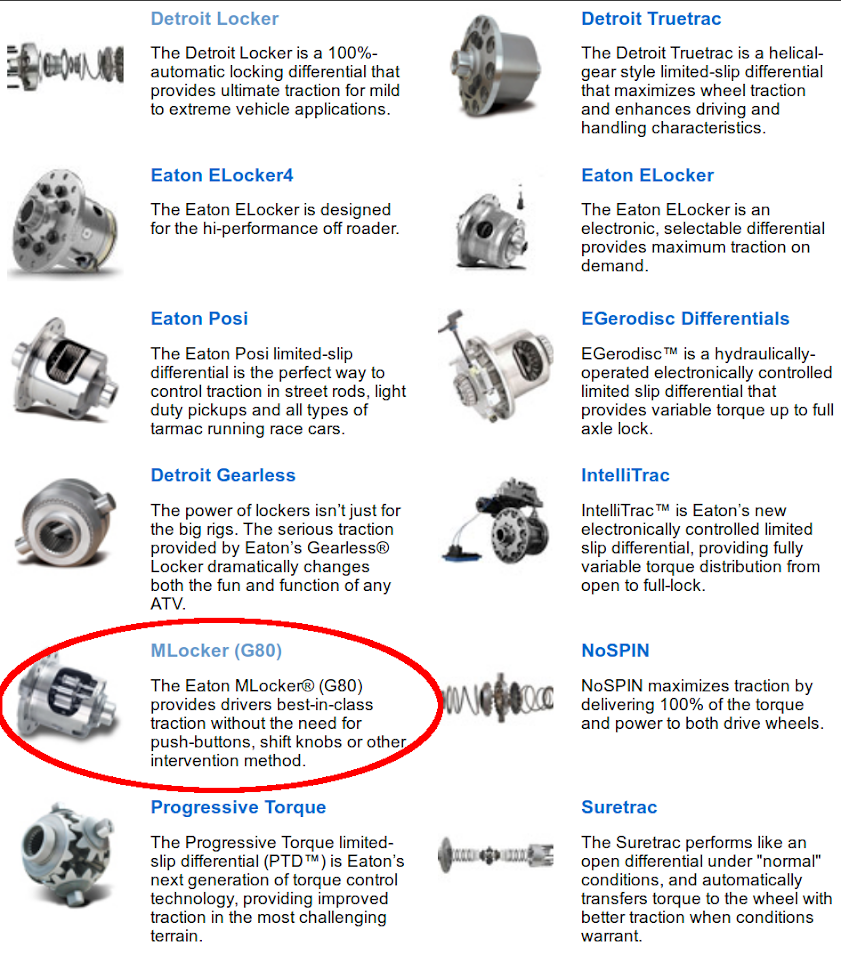 Detroit Locker
The Detroit Locker is a 100%-
automatic locking differential that
provides ultimate traction for mild
to extreme vehicle applications.
Detroit Truetrac
The Detroit Truetrac is a helical-
gear style limited-slip differential
that maximizes wheel traction
and enhances driving and
handling characteristics.
Eaton ELocker4
The Eaton ELocker is designed
for the hi-performance off roader.
Eaton ELocker
The Eaton ELocker is an
electronic, selectable differential
provides maximum traction on
demand.
Eaton Posi
The Eaton Posi limited-slip
differential is the perfect way to
control traction in street rods, light
duty pickups and all types of
tarmac running race cars.
EGerodisc Differentials
EGerodisc™ is a hydraulically-
operated electronically controlled
limited slip differential that
provides variable torque up to full
axle lock.
Detroit Gearless
The power of lockers isn’t just for
the big rigs. The serious traction
provided by Eaton’s Gearless®
Locker dramatically changes
both the fun and function of any
ATV.
IntelliTrac
IntelliTrac™ is Eaton’s new
electronically controlled limited
slip differential, providing fully
variable torque distribution from
open to full-lock.
MLocker (G80)
The Eaton MLocker® (G80)
provides drivers best-in-class
traction without the need for
push-buttons, shift knobs or other
intervention method.
NoSPIN
NoSPIN maximizes traction by
delivering 100% of the torque
and power to both drive wheels.
Progressive Torque
The Progressive Torque limited-
slip differential (PTD™) is Eaton’s
next generation of torque control
technology, providing improved
traction in the most challenging
terrain.
Suretrac
The Suretrac performs like an
open differential under "normal"
conditions, and automatically
transfers torque to the wheel with
better traction when conditions
warrant.